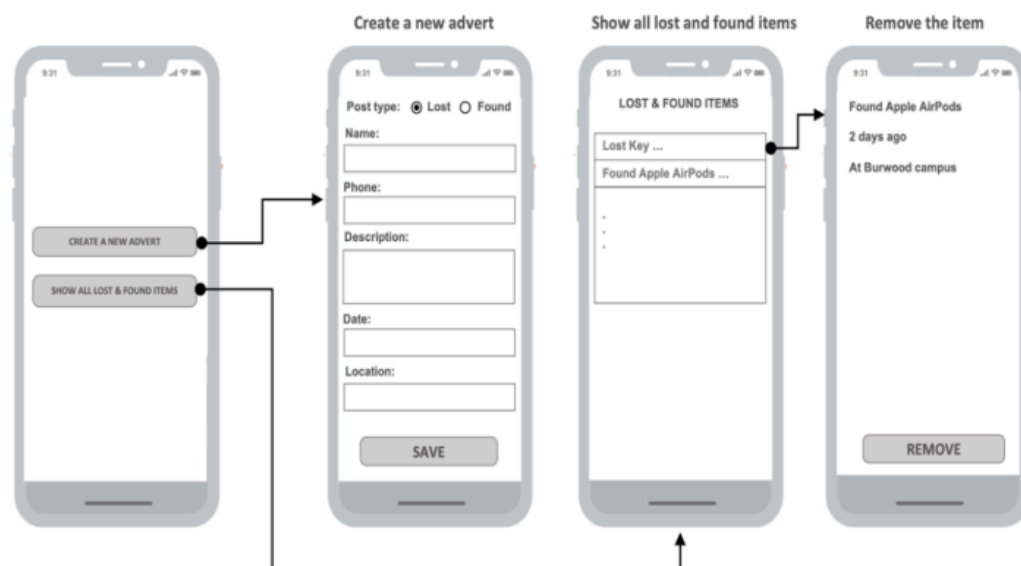 Create a new advert
Show all lost and found items
Remove the item
9:31
CREATE A NEW ADVERT
SHOW ALL LOST & FOUND ITEMS
9:31
Post type: Lost Found
Name:
Phone:
Description:
Date:
Location:
SAVE
9:31
LOST & FOUND ITEMS
Lost Key ...
Found Apple AirPods ...
9:31
Found Apple AirPods
2 days ago
At Burwood campus
REMOVE